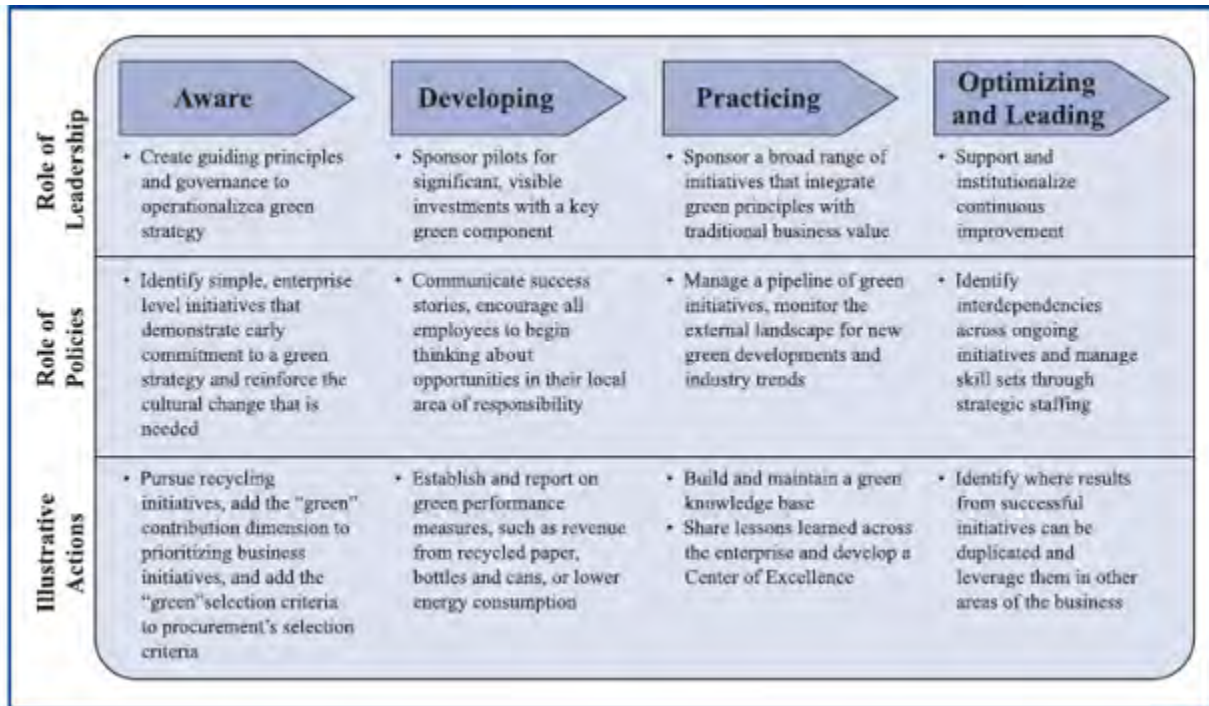 Aware
Developing
Practicing
Optimizing
and Leading
Role of
Leadership
• Create guiding principles
and governance to
operationalizea green
strategy
• Sponsor pilots for
significant, visible
investments with a key
green component
• Sponsor a broad range of
initiatives that integrate
green principles with
traditional business value
• Support and
institutionalize
continuous
improvement
Role of
Policies
• Identify simple, enterprise
level initiatives that
demonstrate early
commitment to a green
strategy and reinforce the
cultural change that is
needed
• Communicate success
stories, encourage all
employees to begin
thinking about
opportunities in their local
area of responsibility
• Manage a pipeline of green
initiatives, monitor the
external landscape for new
green developments and
industry trends
• Identify
interdependencies
across ongoing
initiatives and manage
skill sets through
strategic staffing
Illustrative
Actions
• Pursue recycling
initiatives, add the “green”
contribution dimension to
prioritizing business
initiatives, and add the
“green”selection criteria
to procurement’s selection
criteria
• Establish and report on
green performance
measures, such as revenue
from recycled paper,
bottles and cans, or lower
energy consumption
• Build and maintain a green
knowledge base
• Share lessons learned across
the enterprise and develop a
Center of Excellence
• Identify where results
from successful
initiatives can be
duplicated and
leverage them in other
areas of the business